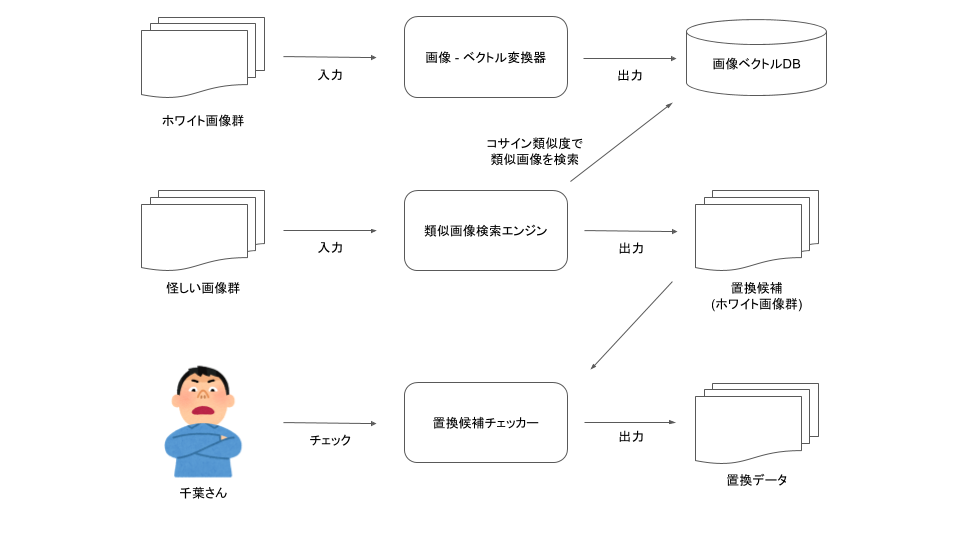 画像 - ベクトル変換器
画像ベクトルDB
入力
出力
ホワイト画像群
コサイン類似度で
類似画像を検索
類似画像検索エンジン
入力
出力
怪しい画像群
置換候補
(ホワイト画像群)
置換候補チェッカー
チェック
出力
千葉さん
置換データ